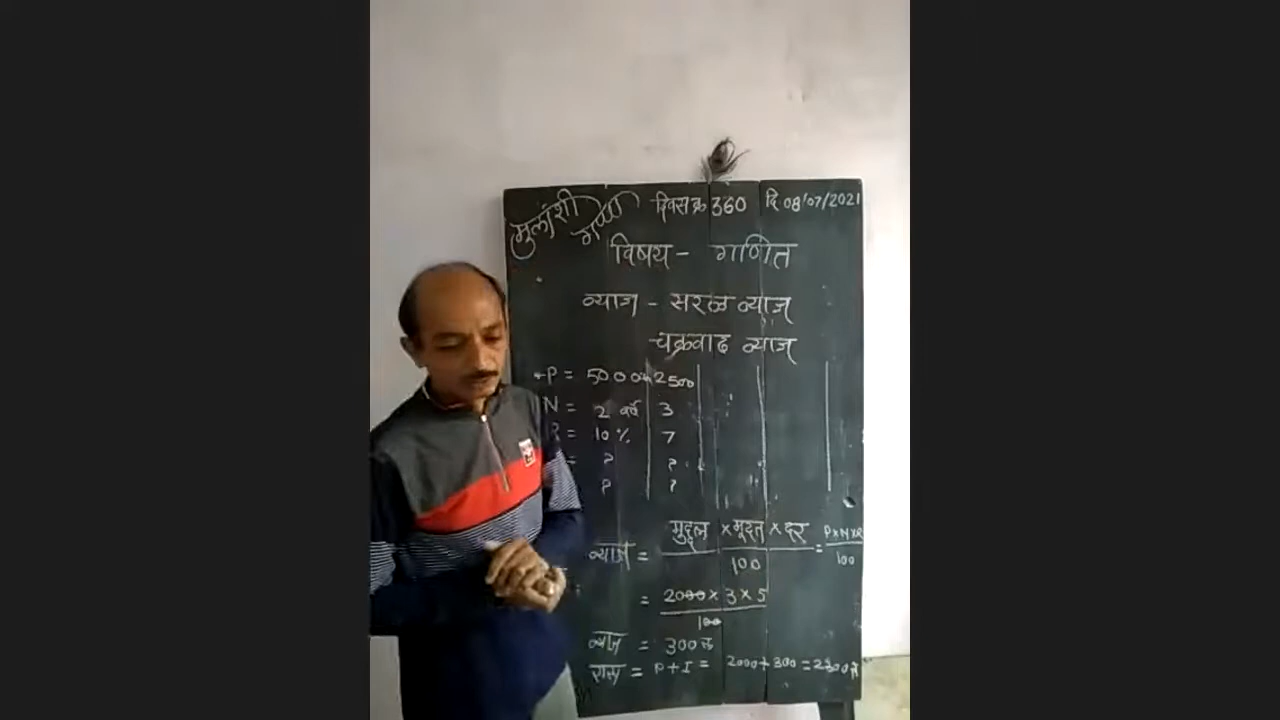 मुलांशी गप्पा दिवस क्र 360 दि 08/07/2021
विषय - गणित
व्याज - सरळ व्याज
चक्रवाढ व्याज
P = 5000 2500
N = 2 वर्षे 3
R = 10% 7
= ? ?
? ?
व्याज = मुद्दल × मूदत × दर / 100 = P×N×R / 100
= 2000 × 3 × 5 / 100
व्याज = 300 रु
रास = P + I = 2000 + 300 = 2300 रु